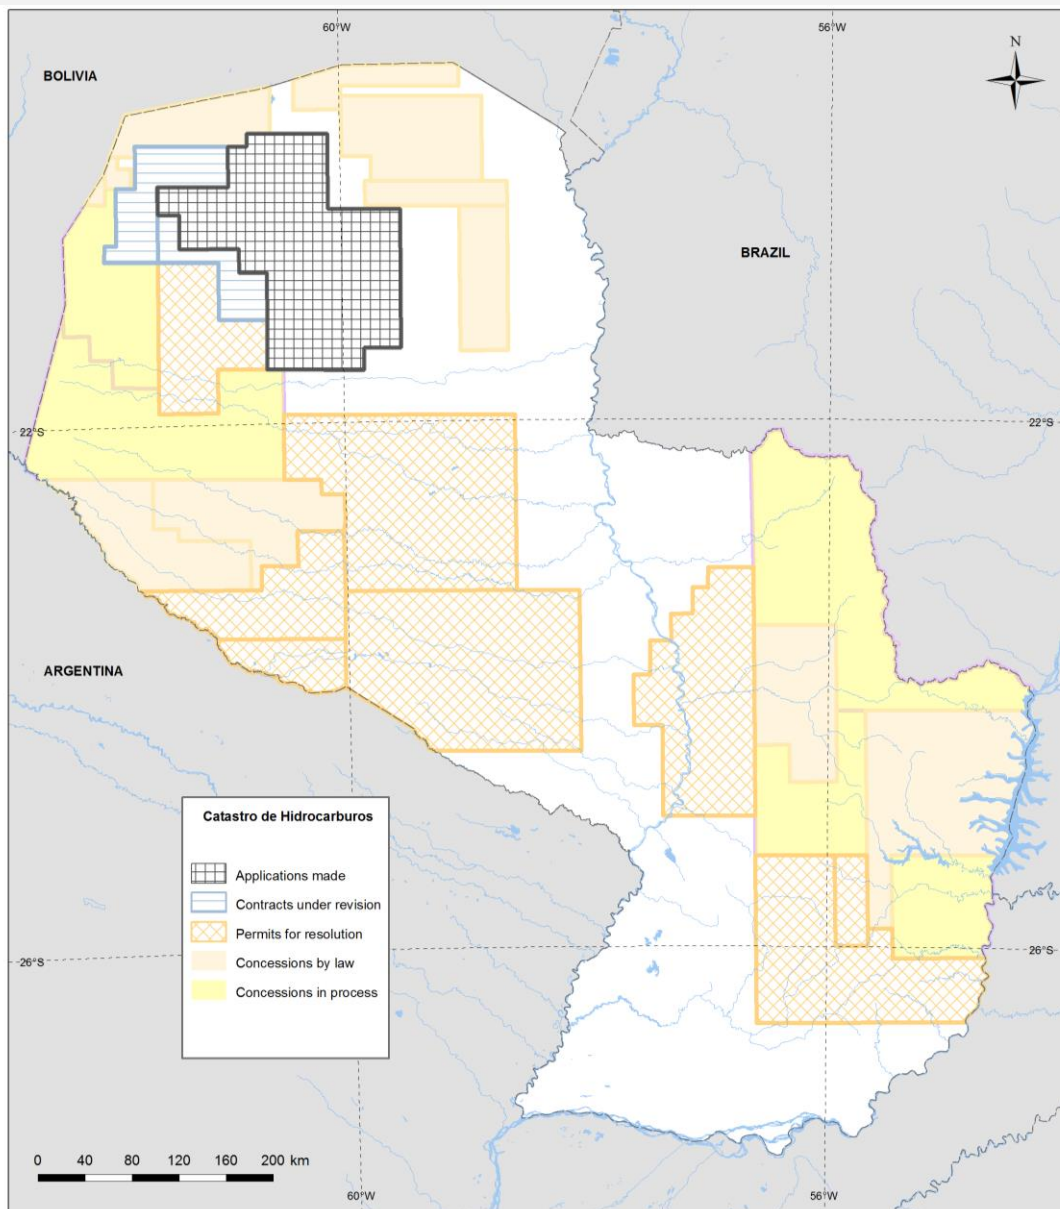 60°W
56°W
BOLIVIA
N
BRAZIL
22°S
22°S
ARGENTINA
Catastro de Hidrocarburos
Applications made
Contracts under revision
Permits for resolution
Concessions by law
Concessions in process
26°S
26°S
0 40 80 120 160 200 km
60°W
56°W